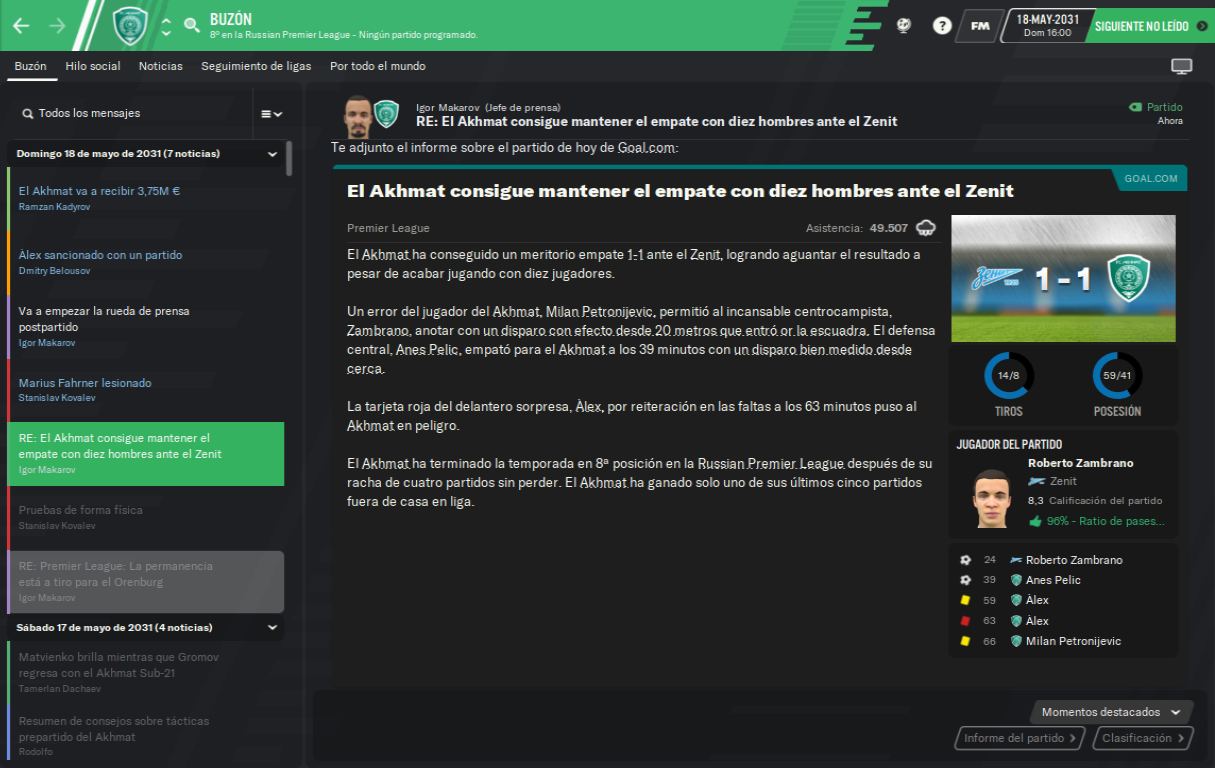 BUZÓN
8º en la Russian Premier League - Ningún partido programado.
?
FM
18-MAY-2031
Dom 16:00
SIGUIENTE NO LEÍDO
Buzón
Hilo social
Noticias
Seguimiento de ligas
Por todo el mundo
Todos los mensajes
Domingo 18 de mayo de 2031 (7 noticias)
El Akhmat va a recibir 3,75M €
Ramzan Kadyrov
Àlex sancionado con un partido
Dmitry Belousov
Va a empezar la rueda de prensa
postpartido
Igor Makarov
Marius Fahrner lesionado
Stanislav Kovalev
RE: El Akhmat consigue mantener el
empate con diez hombres ante el Zenit
Igor Makarov
Pruebas de forma física
Stanislav Kovalev
RE: Premier League: La permanencia
está a tiro para el Orenburg
Igor Makarov
Sábado 17 de mayo de 2031 (4 noticias)
Matvienko brilla mientras que Gromov
regresa con el Akhmat Sub-21
Tamerlan Dachaev
Resumen de consejos sobre tácticas
prepartido del Akhmat
Rodolfo
Igor Makarov (Jefe de prensa)
RE: El Akhmat consigue mantener el empate con diez hombres ante el Zenit
Partido
Ahora
Te adjunto el informe sobre el partido de hoy de Goal.com:
GOAL.COM
El Akhmat consigue mantener el empate con diez hombres ante el Zenit
Premier League
Asistencia: 49.507
El Akhmat ha conseguido un meritorio empate 1-1 ante el Zenit, logrando aguantar el resultado a
pesar de acabar jugando con diez jugadores.
Un error del jugador del Akhmat, Milan Petronijevic, permitió al incansable centrocampista,
Zambrano, anotar con un disparo con efecto desde 20 metros que entró or la escuadra. El defensa
central, Anes Pelic, empató para el Akhmat a los 39 minutos con un disparo bien medido desde
cerca.
La tarjeta roja del delantero sorpresa, Àlex, por reiteración en las faltas a los 63 minutos puso al
Akhmat en peligro.
El Akhmat ha terminado la temporada en 8ª posición en la Russian Premier League después de su
racha de cuatro partidos sin perder. El Akhmat ha ganado solo uno de sus últimos cinco partidos
fuera de casa en liga.
1 - 1
14/8
59/41
TIROS
POSESIÓN
JUGADOR DEL PARTIDO
Roberto Zambrano
Zenit
8,3 Calificación del partido
96% - Ratio de pases...
24 Roberto Zambrano
39 Anes Pelic
59 Àlex
63 Àlex
66 Milan Petronijevic
Momentos destacados
Informe del partido
Clasificación